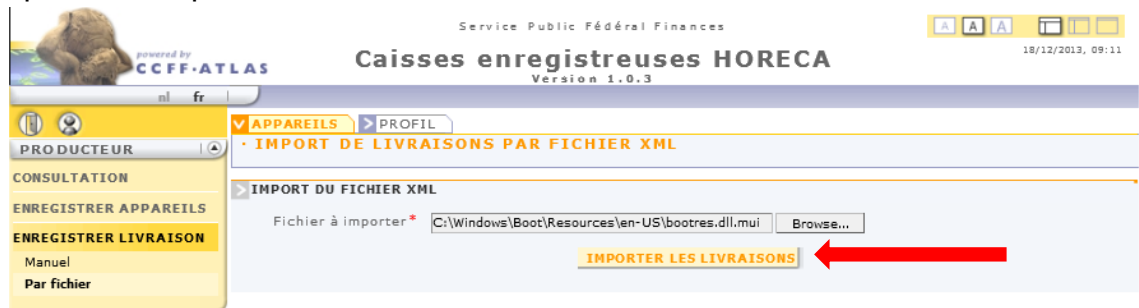 Service Public Fédéral Finances
A A A
powered by
CCFF-ATLAS
Caisses enregistreuses HORECA
18/12/2013, 09:11
Version 1.0.3
nl fr
APPAREILS PROFIL
PRODUCTEUR
· IMPORT DE LIVRAISONS PAR FICHIER XML
CONSULTATION
IMPORT DU FICHIER XML
ENREGISTRER APPAREILS
Fichier à importer* C:\Windows\Boot\Resources\en-US\bootres.dll.mui Browse...
ENREGISTRER LIVRAISON
IMPORTER LES LIVRAISONS
Manuel
Par fichier